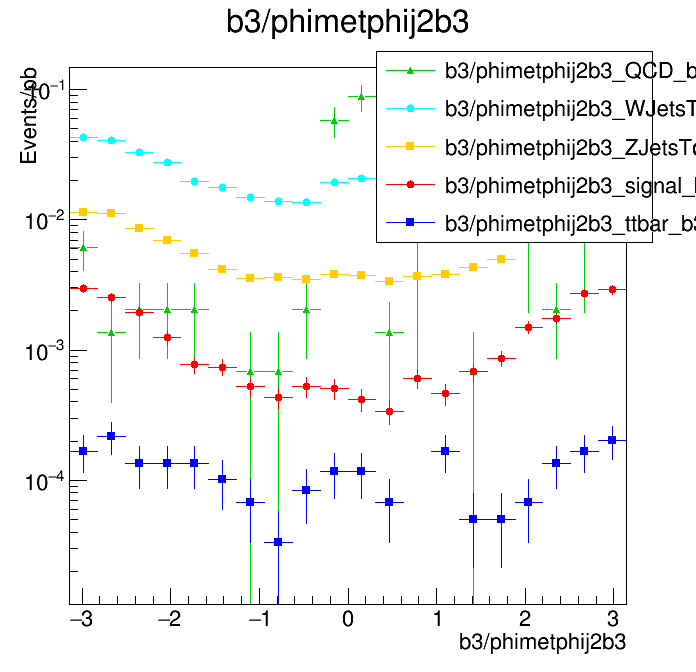 b3/phimetphij2b3
Events/pb
b3/phimetphij2b3_QCD_b
b3/phimetphij2b3_WJetsT
b3/phimetphij2b3_ZJetsTo
b3/phimetphij2b3_signal_
b3/phimetphij2b3_ttbar_b3
10−1
10−2
10−3
10−4
−3 −2 −1 0 1 2 3
b3/phimetphij2b3